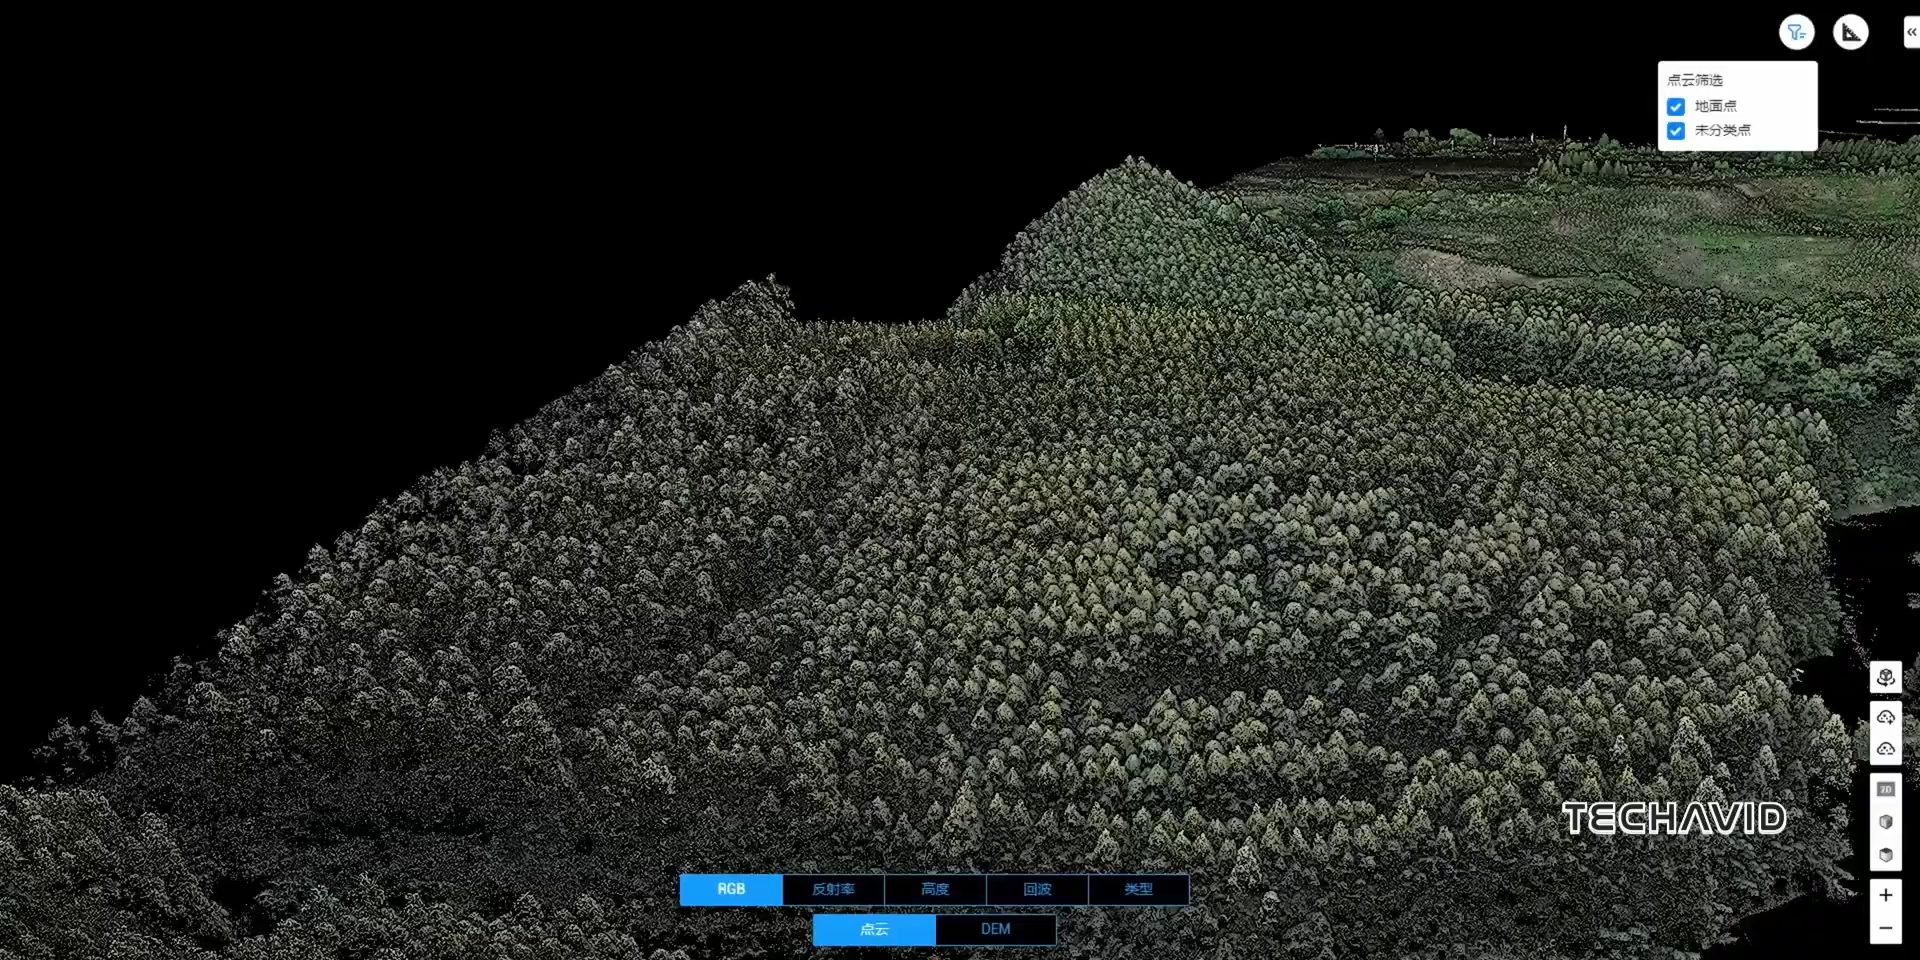 点云筛选
地面点
未分类点
2D
TECHAVID
RGB 反射率 高度 回波 类型
点云 DEM